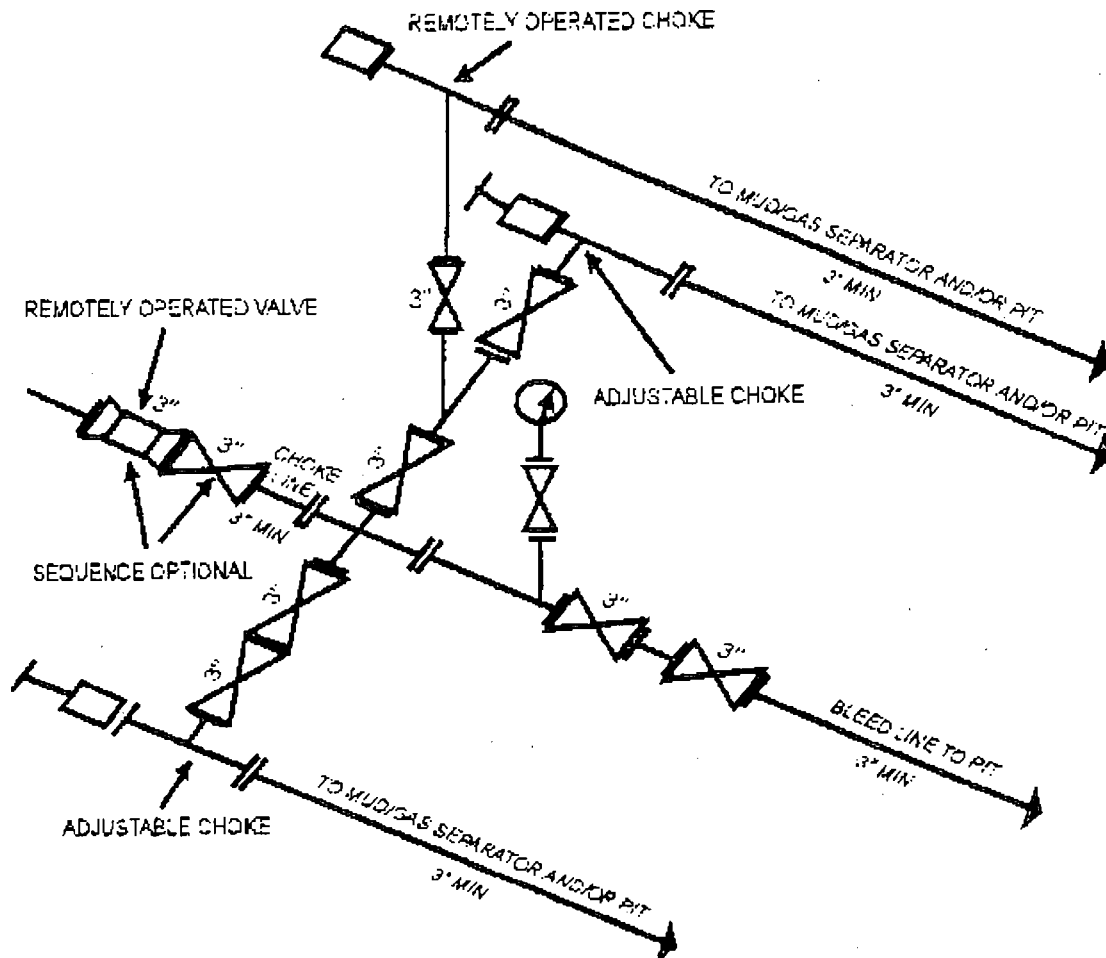 REMOTELY OPERATED CHOKE
TO MUD/GAS SEPARATOR AND/OR PIT
3" MIN
TO MUD/GAS SEPARATOR AND/OR PIT
3" MIN
3"
3"
REMOTELY OPERATED VALVE
ADJUSTABLE CHOKE
3"
3"
CHOKE
LINE
3" MIN
3"
SEQUENCE OPTIONAL
3"
3"
3"
3"
BLEED LINE TO PIT
3" MIN
ADJUSTABLE CHOKE
TO MUD/GAS SEPARATOR AND/OR PIT
3" MIN